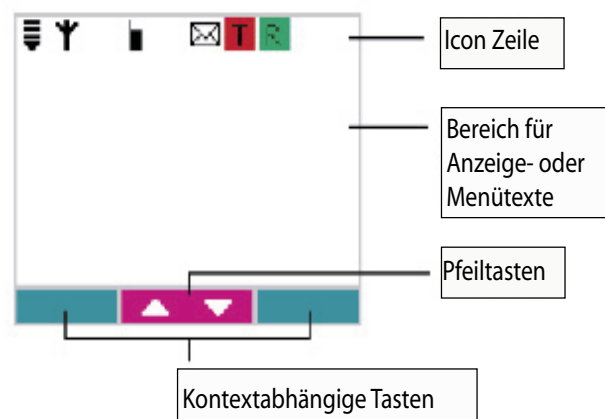 T R
Icon Zeile
Bereich für
Anzeige- oder
Menütexte
Pfeiltasten
Kontextabhängige Tasten